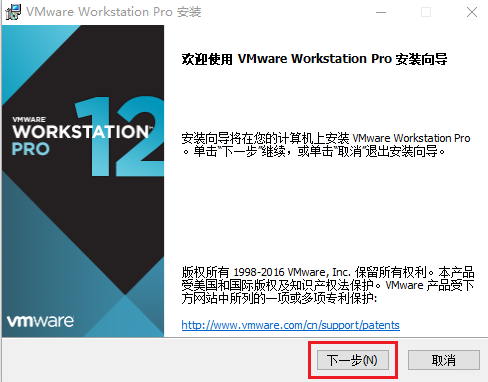 VMware Workstation Pro 安装
欢迎使用 VMware Workstation Pro 安装向导
VMWARE
WORKSTATION™
PRO 12
安装向导将在您的计算机上安装 VMware Workstation Pro
。单击“下一步”继续，或单击“取消”退出安装向导。
版权所有 1998-2016 VMware, Inc. 保留所有权利。本产品
受美国和国际版权及知识产权法保护。VMware 产品受下
方网站中所列的一项或多项专利保护:
http://www.vmware.com/cn/support/patents
vmware
下一步(N)
取消